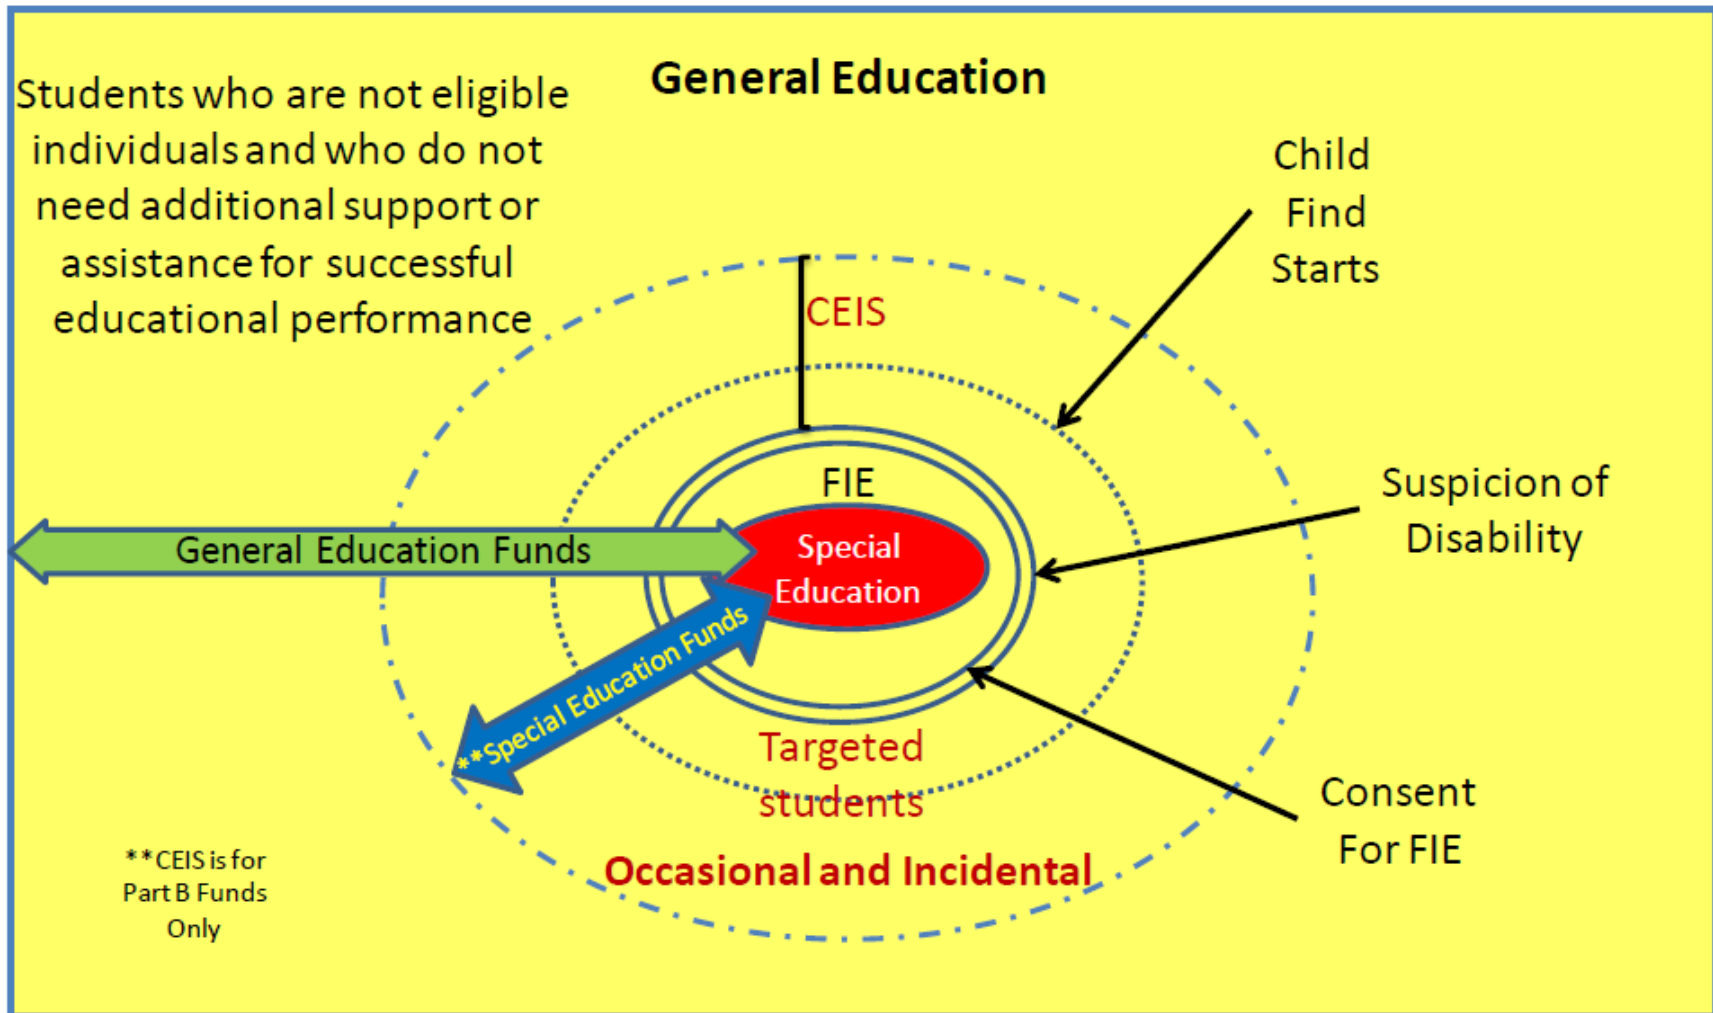 General Education
Students who are not eligible
individuals and who do not
need additional support or
assistance for successful
educational performance
Child
Find
Starts
CEIS
FIE
Suspicion of
Disability
General Education Funds
Special
Education
**Special Education Funds
Targeted
students
Consent
For FIE
Occasional and Incidental
**CEIS is for
Part B Funds
Only